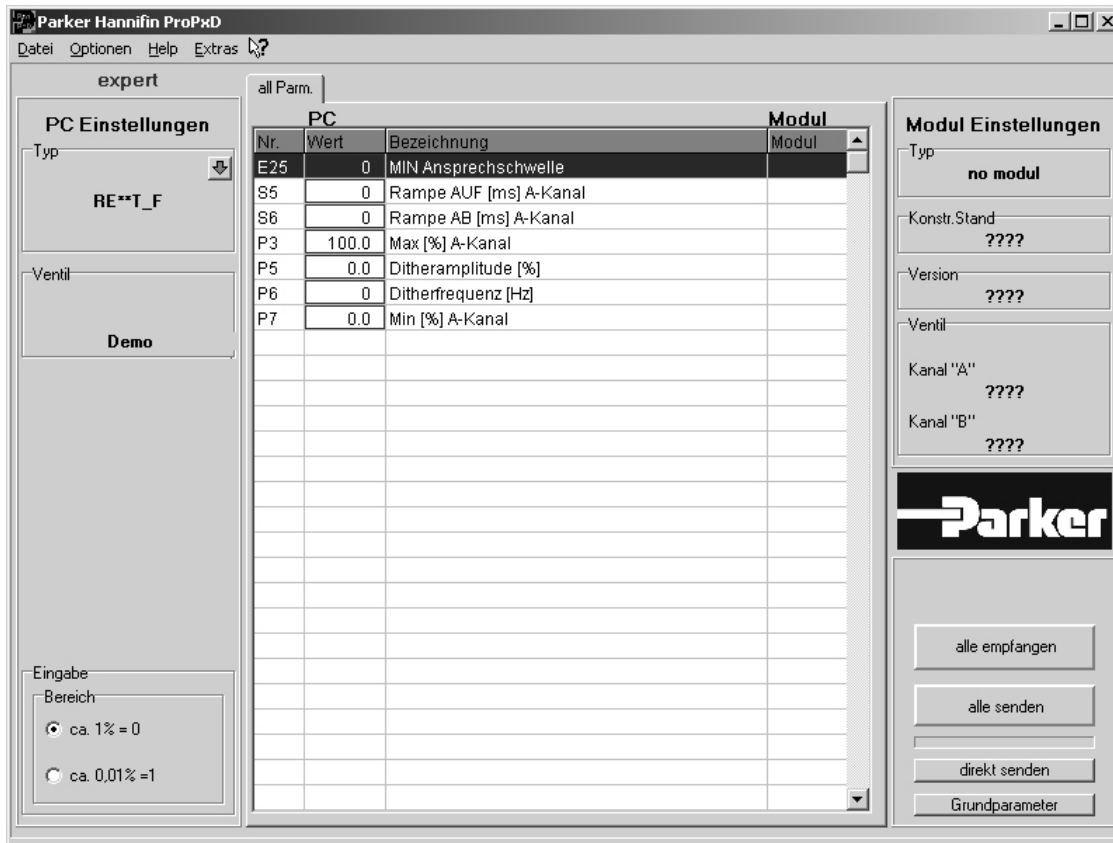 Parker Hannifin ProPxD
Datei Optionen Help Extras
expert
PC Einstellungen
Typ
RE**T_F
Ventil
Demo
Eingabe
Bereich
ca. 1% = 0
ca. 0,01% =1
all Parm.
PC Modul
Nr. Wert Bezeichnung Modul
E25 0 MIN Ansprechschwelle
S5 0 Rampe AUF [ms] A-Kanal
S6 0 Rampe AB [ms] A-Kanal
P3 100.0 Max [%] A-Kanal
P5 0.0 Ditheramplitude [%]
P6 0 Ditherfrequenz [Hz]
P7 0.0 Min [%] A-Kanal
Modul Einstellungen
Typ
no modul
Konstr.Stand
????
Version
????
Ventil
Kanal "A"
????
Kanal "B"
????
Parker
alle empfangen
alle senden
direkt senden
Grundparameter